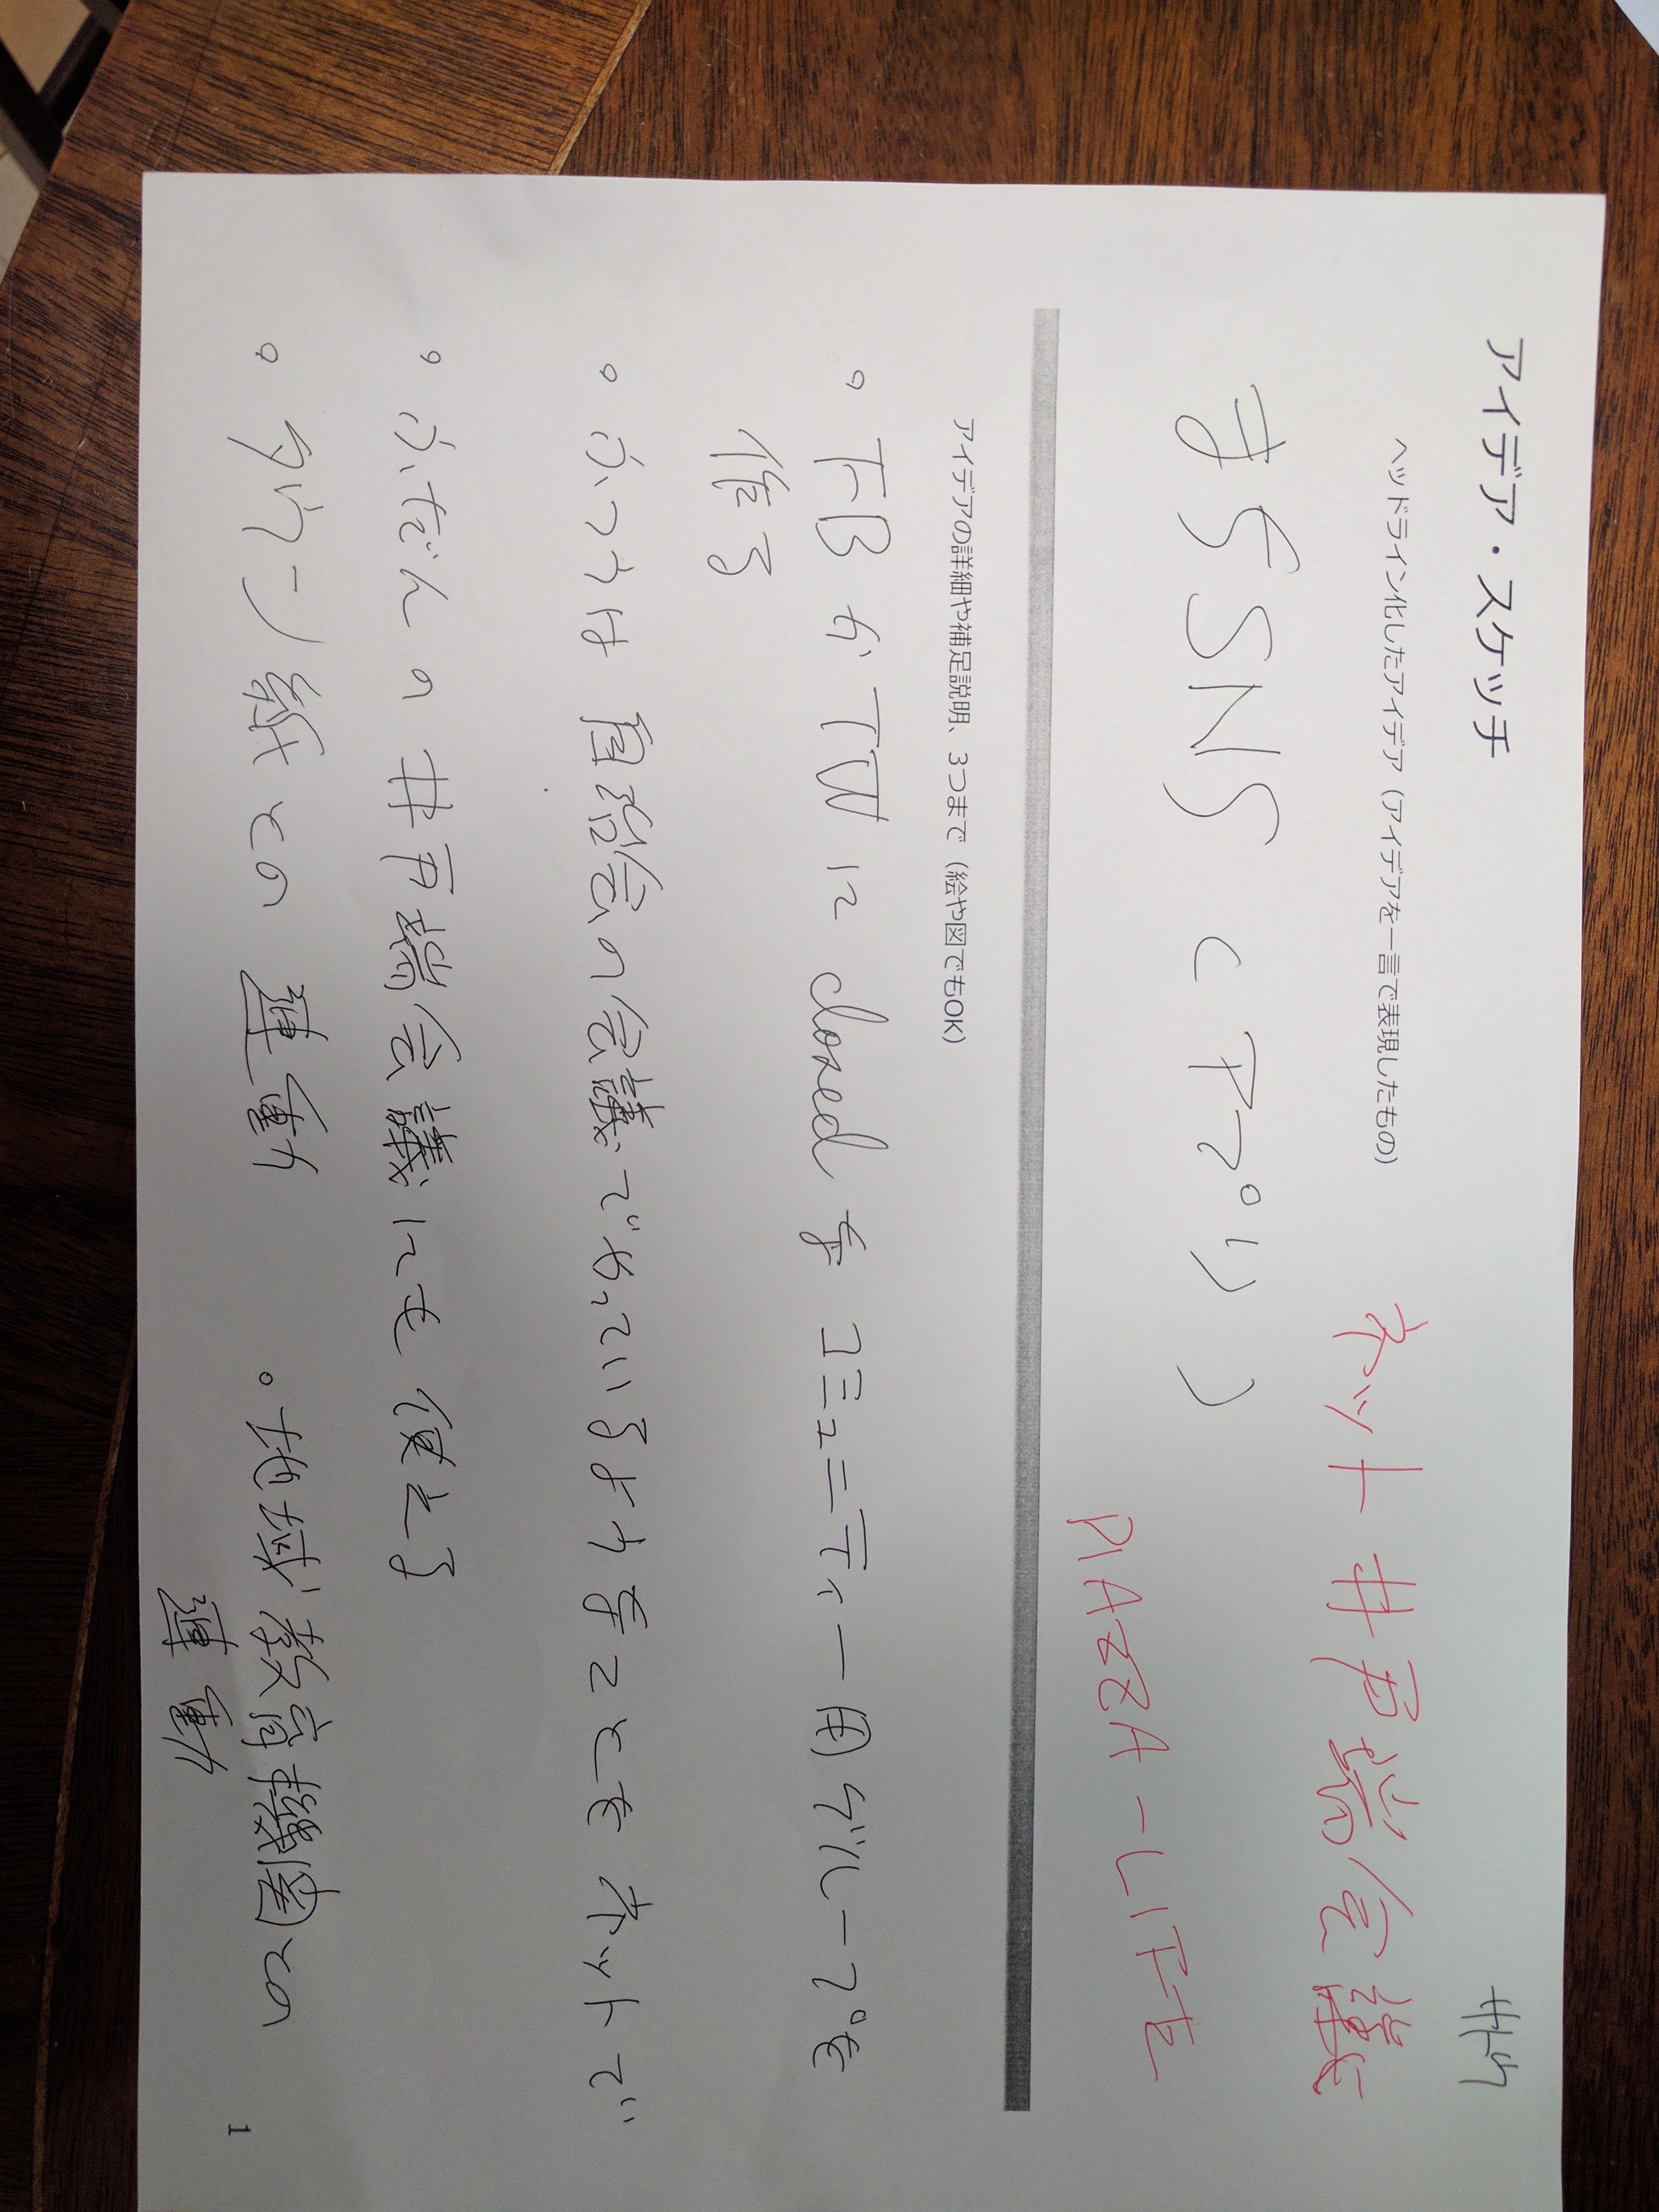 アイデア・スケッチ
ヘッドライン化したアイデア（アイデアを一言で表現したもの）
ネット井戸端会議
まちSNS（アプリ）
PIAZZA-LIFE
アイデアの詳細や補足説明、3つまで（絵や図でもOK）
。FBかTWにclosedなコミュニティー用グループを
作る
。ふつうは自治会の会議でやっているようなことをネットで
。ふだんの井戸端会議にも使える
。タウン紙との連動
。地域教育機関との
連動
1